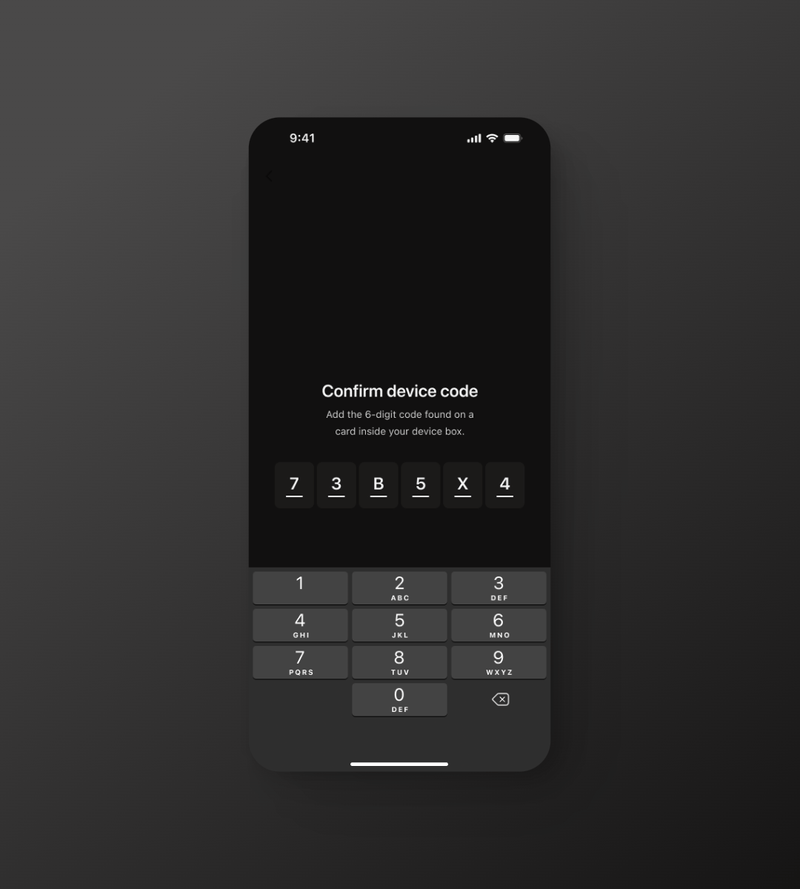 9:41
Confirm device code
Add the 6-digit code found on a
card inside your device box.
7 3 B 5 X 4
1 2 3
ABC DEF
4 5 6
GHI JKL MNO
7 8 9
PQRS TUV WXYZ
0
DEF